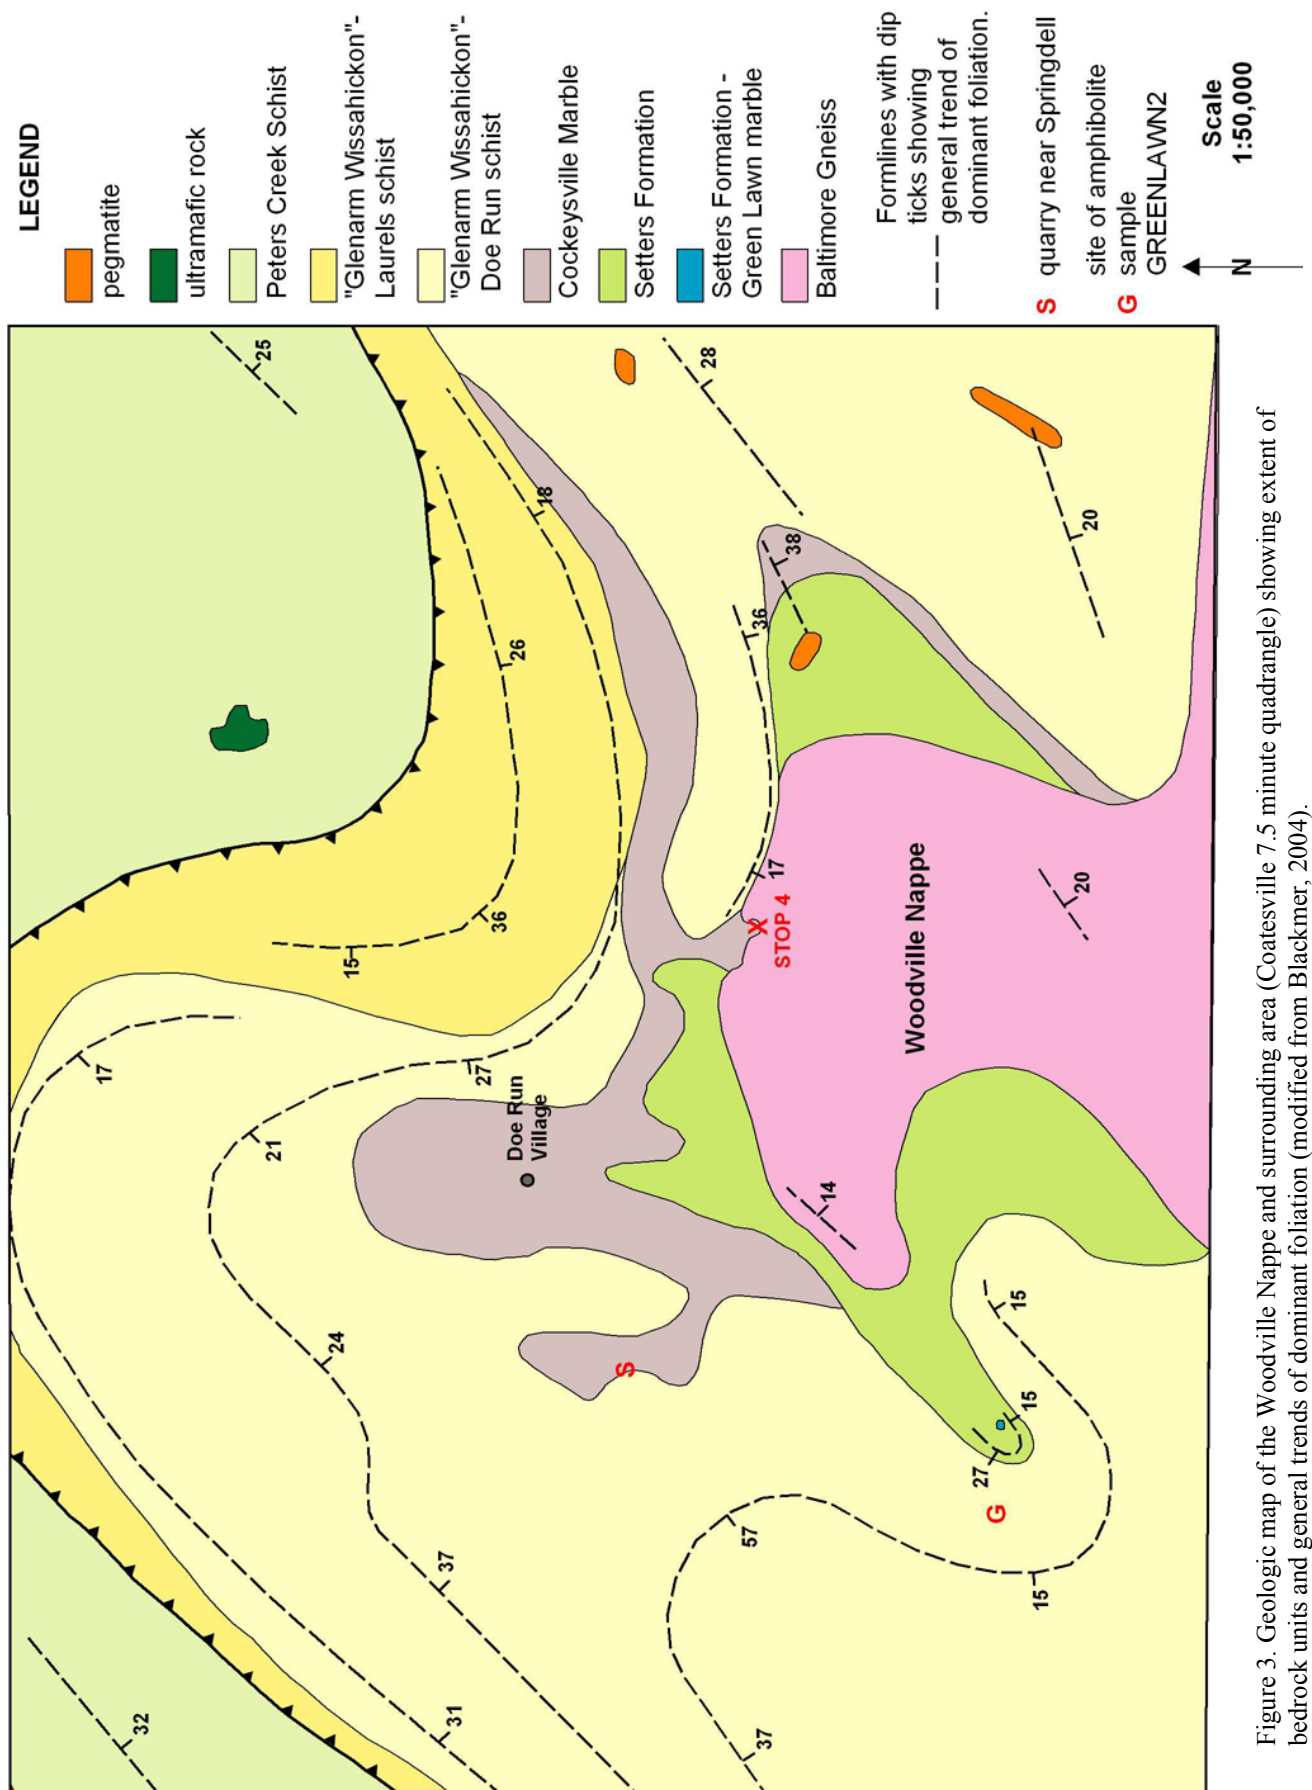 LEGEND
pegmatite
ultramafic rock
Peters Creek Schist
"Glenarm Wissahickon"-
Laurels schist
"Glenarm Wissahickon"-
Doe Run schist
Cockeysville Marble
Setters Formation
Setters Formation -
Green Lawn marble
Baltimore Gneiss
Formlines with dip
ticks showing
general trend of
dominant foliation.
S quarry near Springdell
G site of amphibolite
sample
GREENLAWN2
N
Scale
1:50,000
32
31
37
24
21
17
27
15
36
26
18
25
28
38
36
17
20
20
14
15
15
27
15
57
37
Doe Run
Village
S
G
X
STOP 4
Woodville Nappe
Figure 3. Geologic map of the Woodville Nappe and surrounding area (Coatesville 7.5 minute quadrangle) showing extent of
bedrock units and general trends of dominant foliation (modified from Blackmer, 2004).